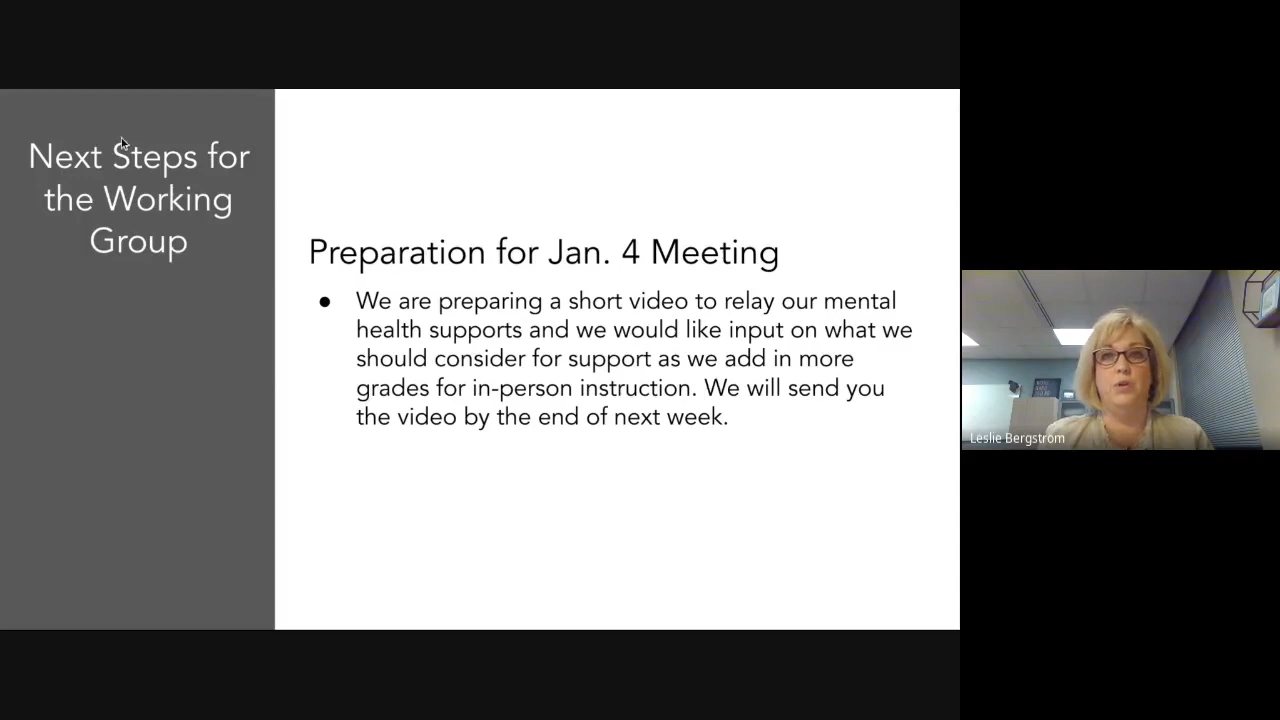 Next Steps for
the Working
Group
Preparation for Jan. 4 Meeting
● We are preparing a short video to relay our mental
health supports and we would like input on what we
should consider for support as we add in more
grades for in-person instruction. We will send you
the video by the end of next week.
Leslie Bergstrom